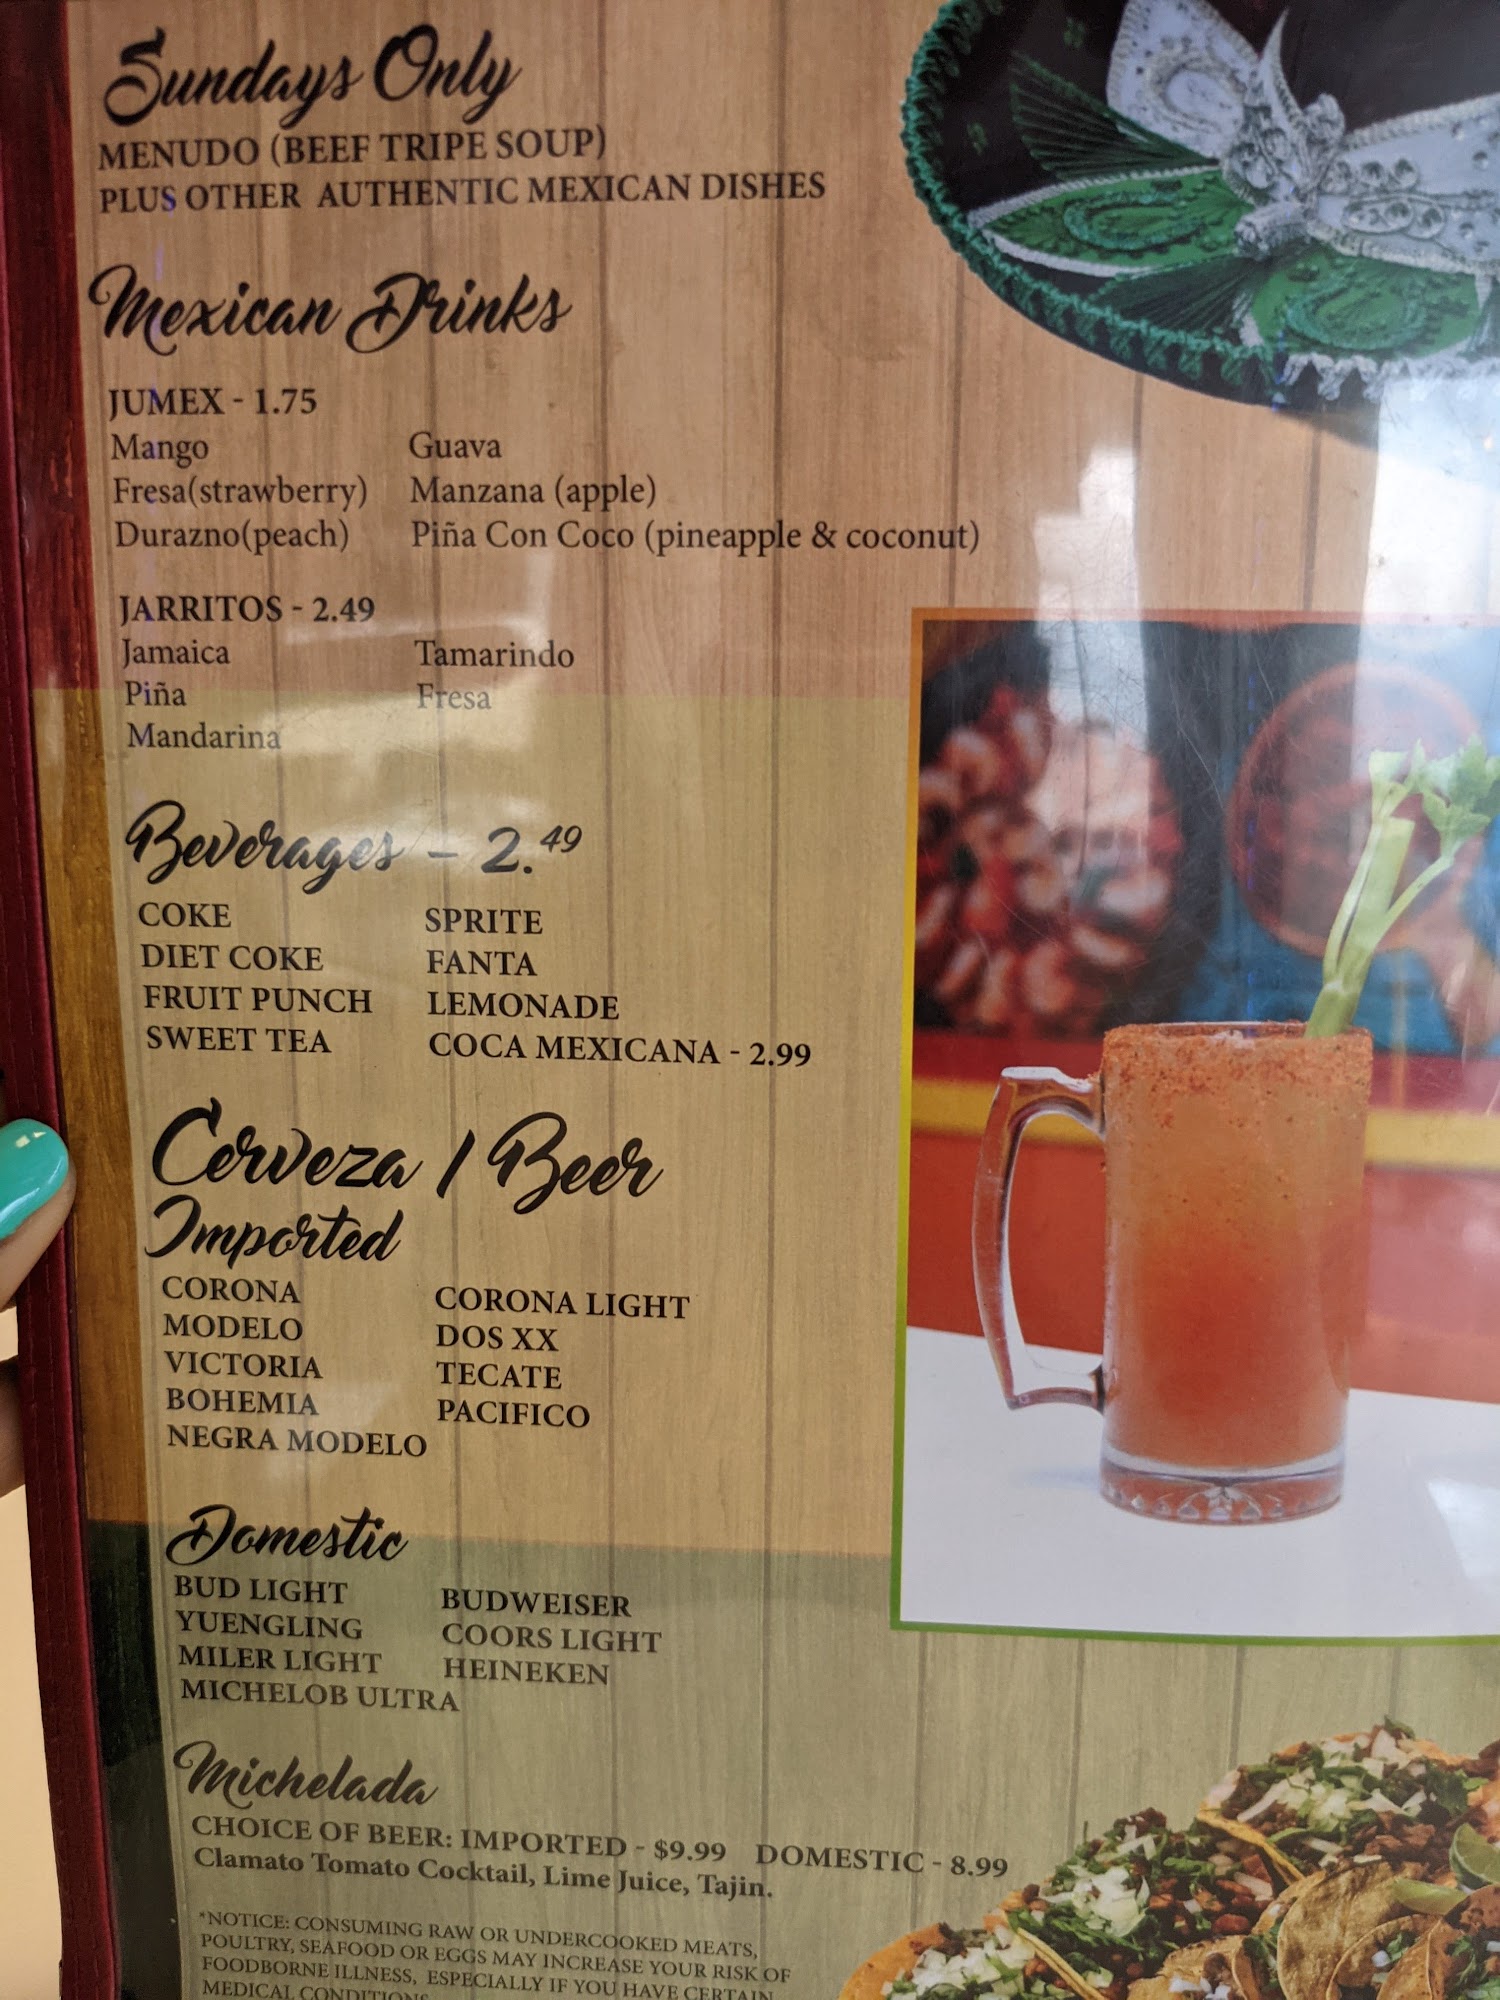 Sundays Only
MENUDO (BEEF TRIPE SOUP)
PLUS OTHER AUTHENTIC MEXICAN DISHES
Mexican Drinks
JUMEX - 1.75
Mango Guava
Fresa(strawberry) Manzana (apple)
Durazno(peach) Piña Con Coco (pineapple & coconut)
JARRITOS - 2.49
Jamaica Tamarindo
Piña Fresa
Mandarina
Beverages - 2.49
COKE SPRITE
DIET COKE FANTA
FRUIT PUNCH LEMONADE
SWEET TEA COCA MEXICANA - 2.99
Cerveza / Beer
Imported
CORONA CORONA LIGHT
MODELO DOS XX
VICTORIA TECATE
BOHEMIA PACIFICO
NEGRA MODELO
Domestic
BUD LIGHT BUDWEISER
YUENGLING COORS LIGHT
MILER LIGHT HEINEKEN
MICHELOB ULTRA
Michelada
CHOICE OF BEER: IMPORTED - $9.99 DOMESTIC - 8.99
Clamato Tomato Cocktail, Lime Juice, Tajin.
*NOTICE: CONSUMING RAW OR UNDERCOOKED MEATS,
POULTRY, SEAFOOD OR EGGS MAY INCREASE YOUR RISK OF
FOODBORNE ILLNESS, ESPECIALLY IF YOU HAVE CERTAIN
MEDICAL CONDITIONS